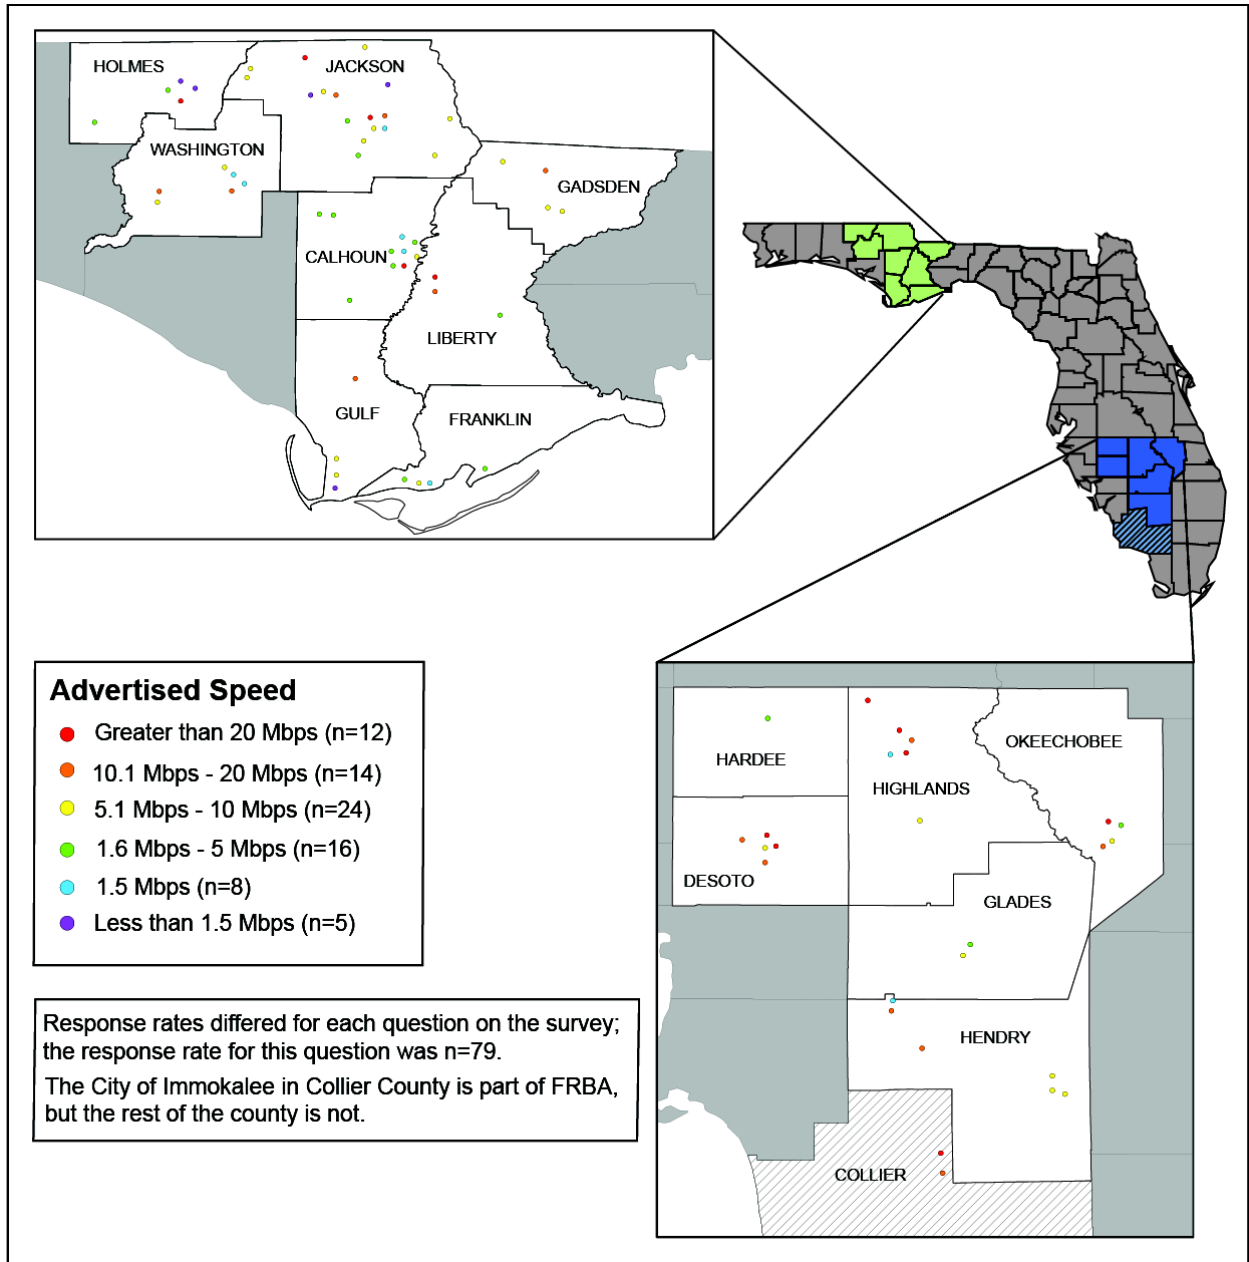 HOLMES
JACKSON
WASHINGTON
GADSDEN
CALHOUN
LIBERTY
GULF
FRANKLIN
Advertised Speed
Greater than 20 Mbps (n=12)
10.1 Mbps - 20 Mbps (n=14)
5.1 Mbps - 10 Mbps (n=24)
1.6 Mbps - 5 Mbps (n=16)
1.5 Mbps (n=8)
Less than 1.5 Mbps (n=5)
Response rates differed for each question on the survey;
the response rate for this question was n=79.
The City of Immokalee in Collier County is part of FRBA,
but the rest of the county is not.
HARDEE
HIGHLANDS
OKEECHOBEE
DESOTO
GLADES
HENDRY
COLLIER